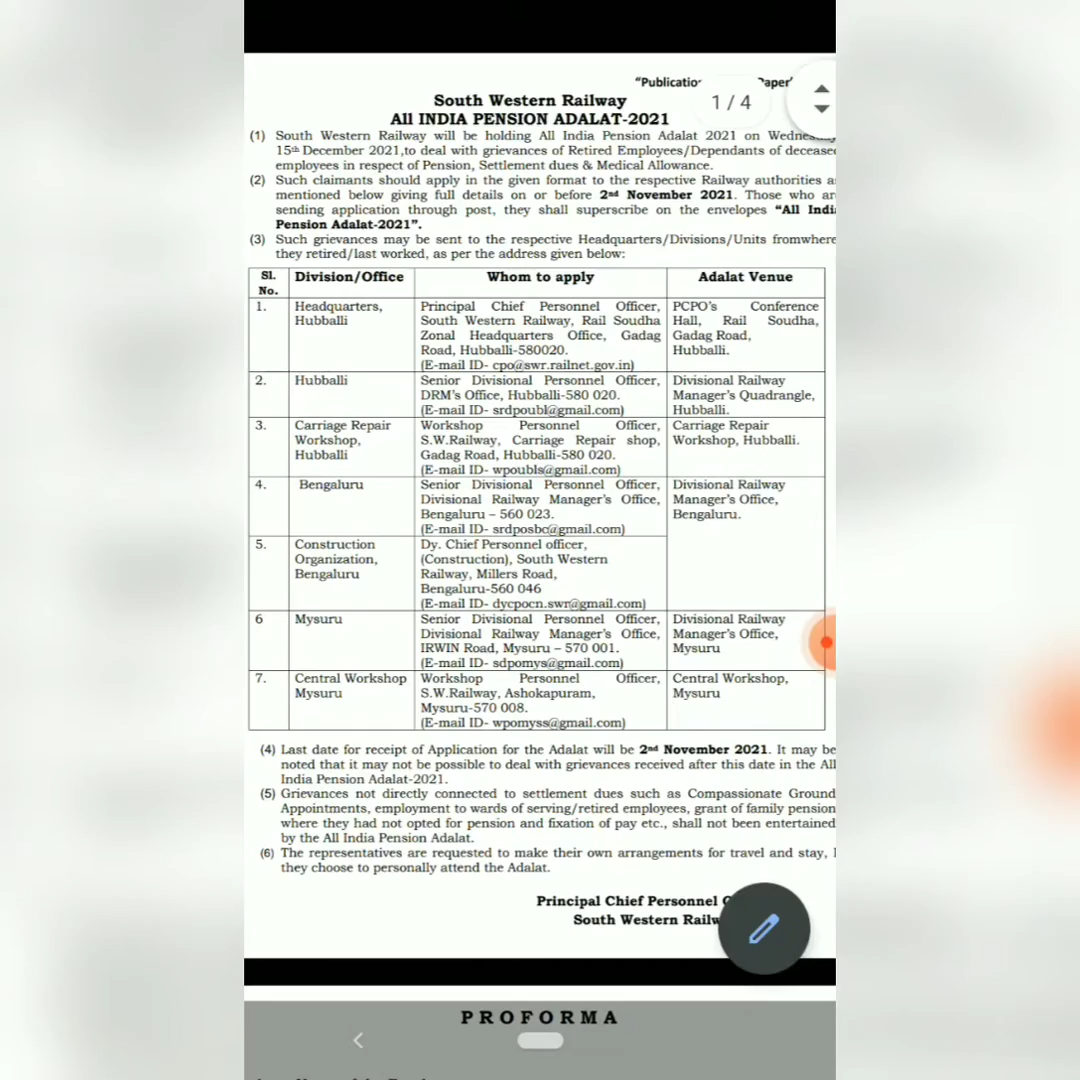 "Publication
1 / 4
South Western Railway
All INDIA PENSION ADALAT-2021
(1) South Western Railway will be holding All India Pension Adalat 2021 on Wednesday
15th December 2021,to deal with grievances of Retired Employees/Dependants of decease
employees in respect of Pension, Settlement dues & Medical Allowance.
(2) Such claimants should apply in the given format to the respective Railway authorities a
mentioned below giving full details on or before 2nd November 2021. Those who ar
sending application through post, they shall superscribe on the envelopes "All Indi
Pension Adalat-2021".
(3) Such grievances may be sent to the respective Headquarters/Divisions/Units fromwhere
they retired/last worked, as per the address given below:
Sl. No. Division/Office Whom to apply Adalat Venue
1. Headquarters, Principal Chief Personnel Officer, PCPO's Conference
Hubballi South Western Railway, Rail Soudha Hall, Rail Soudha,
Zonal Headquarters Office, Gadag Gadag Road,
Road, Hubballi-580020. Hubballi.
(E-mail ID- cpo@swr.railnet.gov.in)
2. Hubballi Senior Divisional Personnel Officer, Divisional Railway
DRM's Office, Hubballi-580 020. Manager's Quadrangle,
(E-mail ID- srdpoubl@gmail.com) Hubballi.
3. Carriage Repair Workshop Personnel Officer, Carriage Repair
Workshop, S.W.Railway, Carriage Repair shop, Workshop, Hubballi.
Hubballi Gadag Road, Hubballi-580 020.
(E-mail ID- wpoubls@gmail.com)
4. Bengaluru Senior Divisional Personnel Officer, Divisional Railway
Divisional Railway Manager's Office, Manager's Office,
Bengaluru – 560 023. Bengaluru.
(E-mail ID- srdposbc@gmail.com)
5. Construction Dy. Chief Personnel officer,
Organization, (Construction), South Western
Bengaluru Railway, Millers Road,
Bengaluru-560 046
(E-mail ID- dycpocn.swr@gmail.com)
6 Mysuru Senior Divisional Personnel Officer, Divisional Railway
Divisional Railway Manager's Office, Manager's Office,
IRWIN Road, Mysuru – 570 001. Mysuru
(E-mail ID- sdpomys@gmail.com)
7. Central Workshop Workshop Personnel Officer, Central Workshop,
Mysuru S.W.Railway, Ashokapuram, Mysuru
Mysuru-570 008.
(E-mail ID- wpomyss@gmail.com)
(4) Last date for receipt of Application for the Adalat will be 2nd November 2021. It may be
noted that it may not be possible to deal with grievances received after this date in the All
India Pension Adalat-2021.
(5) Grievances not directly connected to settlement dues such as Compassionate Ground
Appointments, employment to wards of serving/retired employees, grant of family pension
where they had not opted for pension and fixation of pay etc., shall not been entertained
by the All India Pension Adalat.
(6) The representatives are requested to make their own arrangements for travel and stay,
they choose to personally attend the Adalat.
Principal Chief Personnel
South Western Railw
PROFORMA